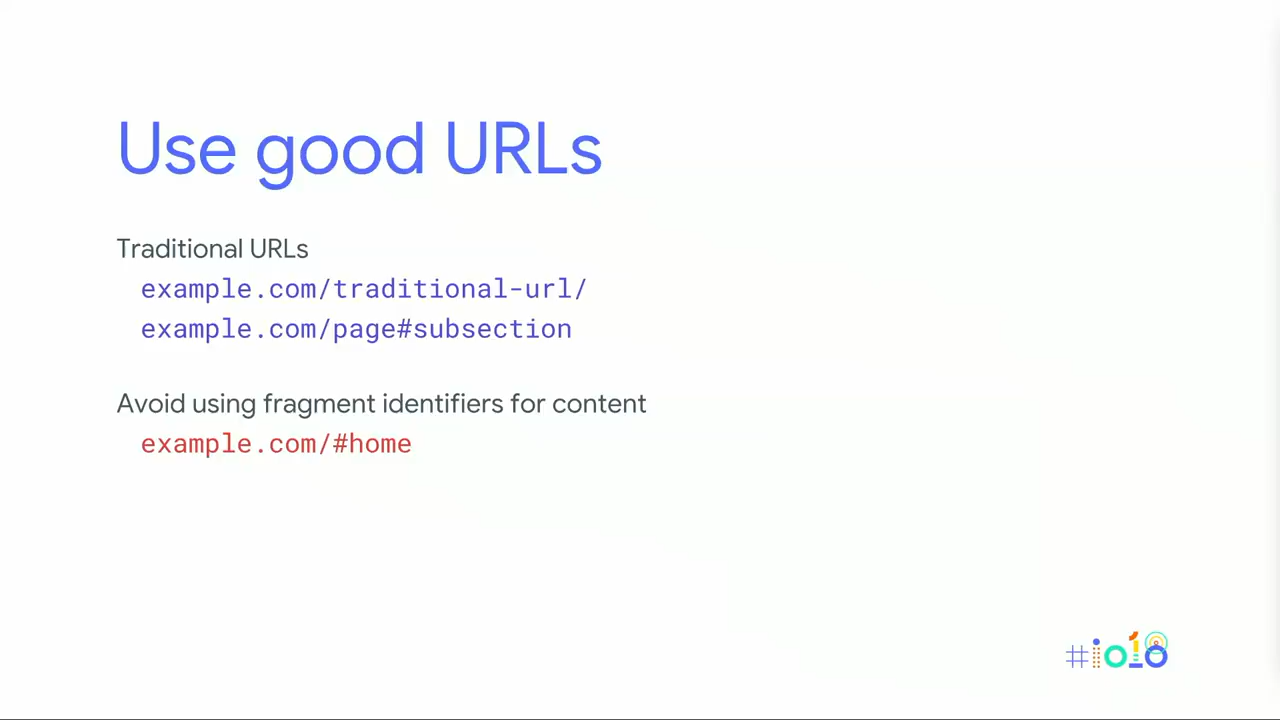 Use good URLs
Traditional URLs
example.com/traditional-url/
example.com/page#subsection
Avoid using fragment identifiers for content
example.com/#home
#io18